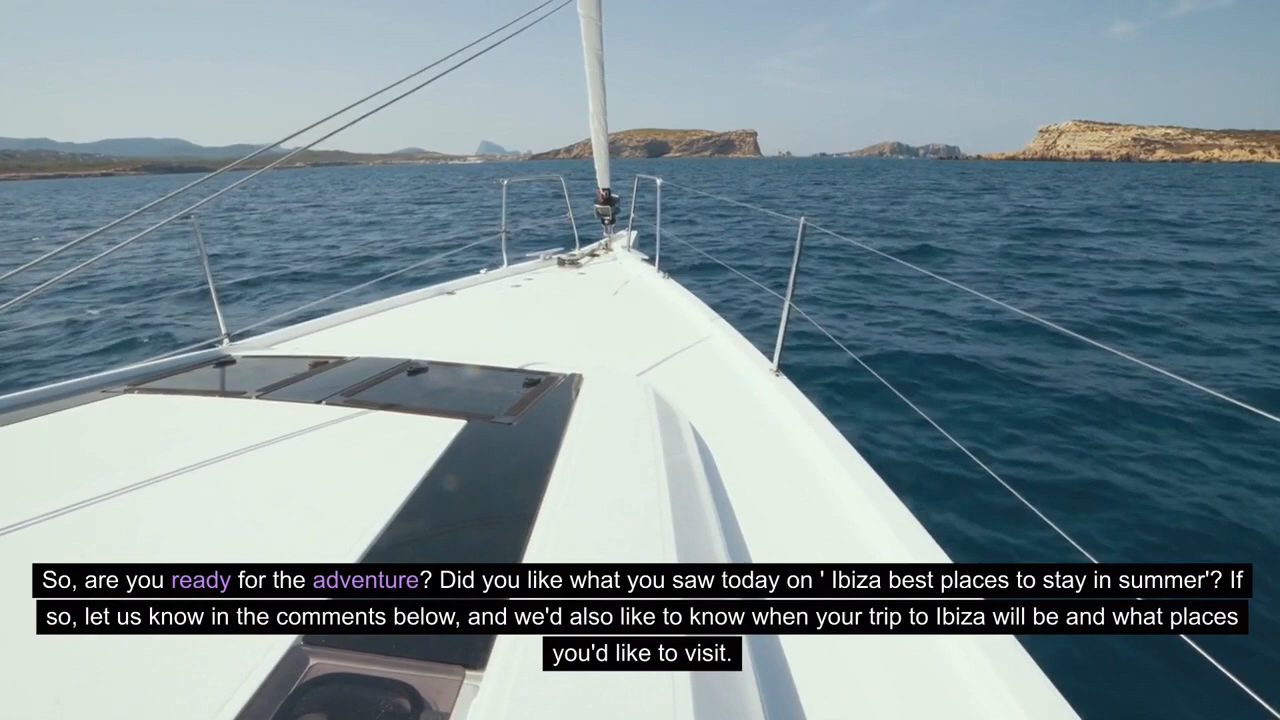 So, are you ready for the adventure? Did you like what you saw today on ' Ibiza best places to stay in summer'? If
so, let us know in the comments below, and we'd also like to know when your trip to Ibiza will be and what places
you'd like to visit.